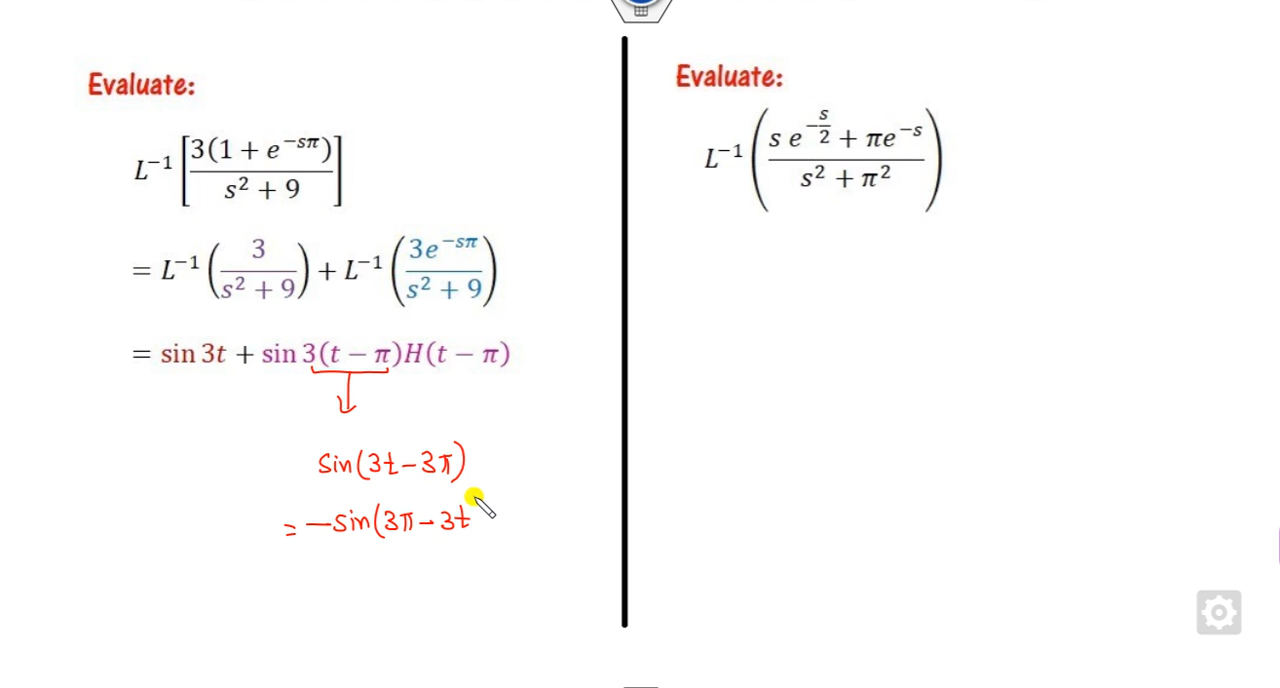 Evaluate:
L⁻¹ [3(1 + e^(−sπ)) / (s² + 9)]
= L⁻¹ (3 / (s² + 9)) + L⁻¹ (3e^(−sπ) / (s² + 9))
= sin 3t + sin 3(t − π)H(t − π)
sin(3t − 3π)
= −sin(3π − 3t
Evaluate:
L⁻¹ ((s e^(−s/2) + πe^(−s)) / (s² + π²))